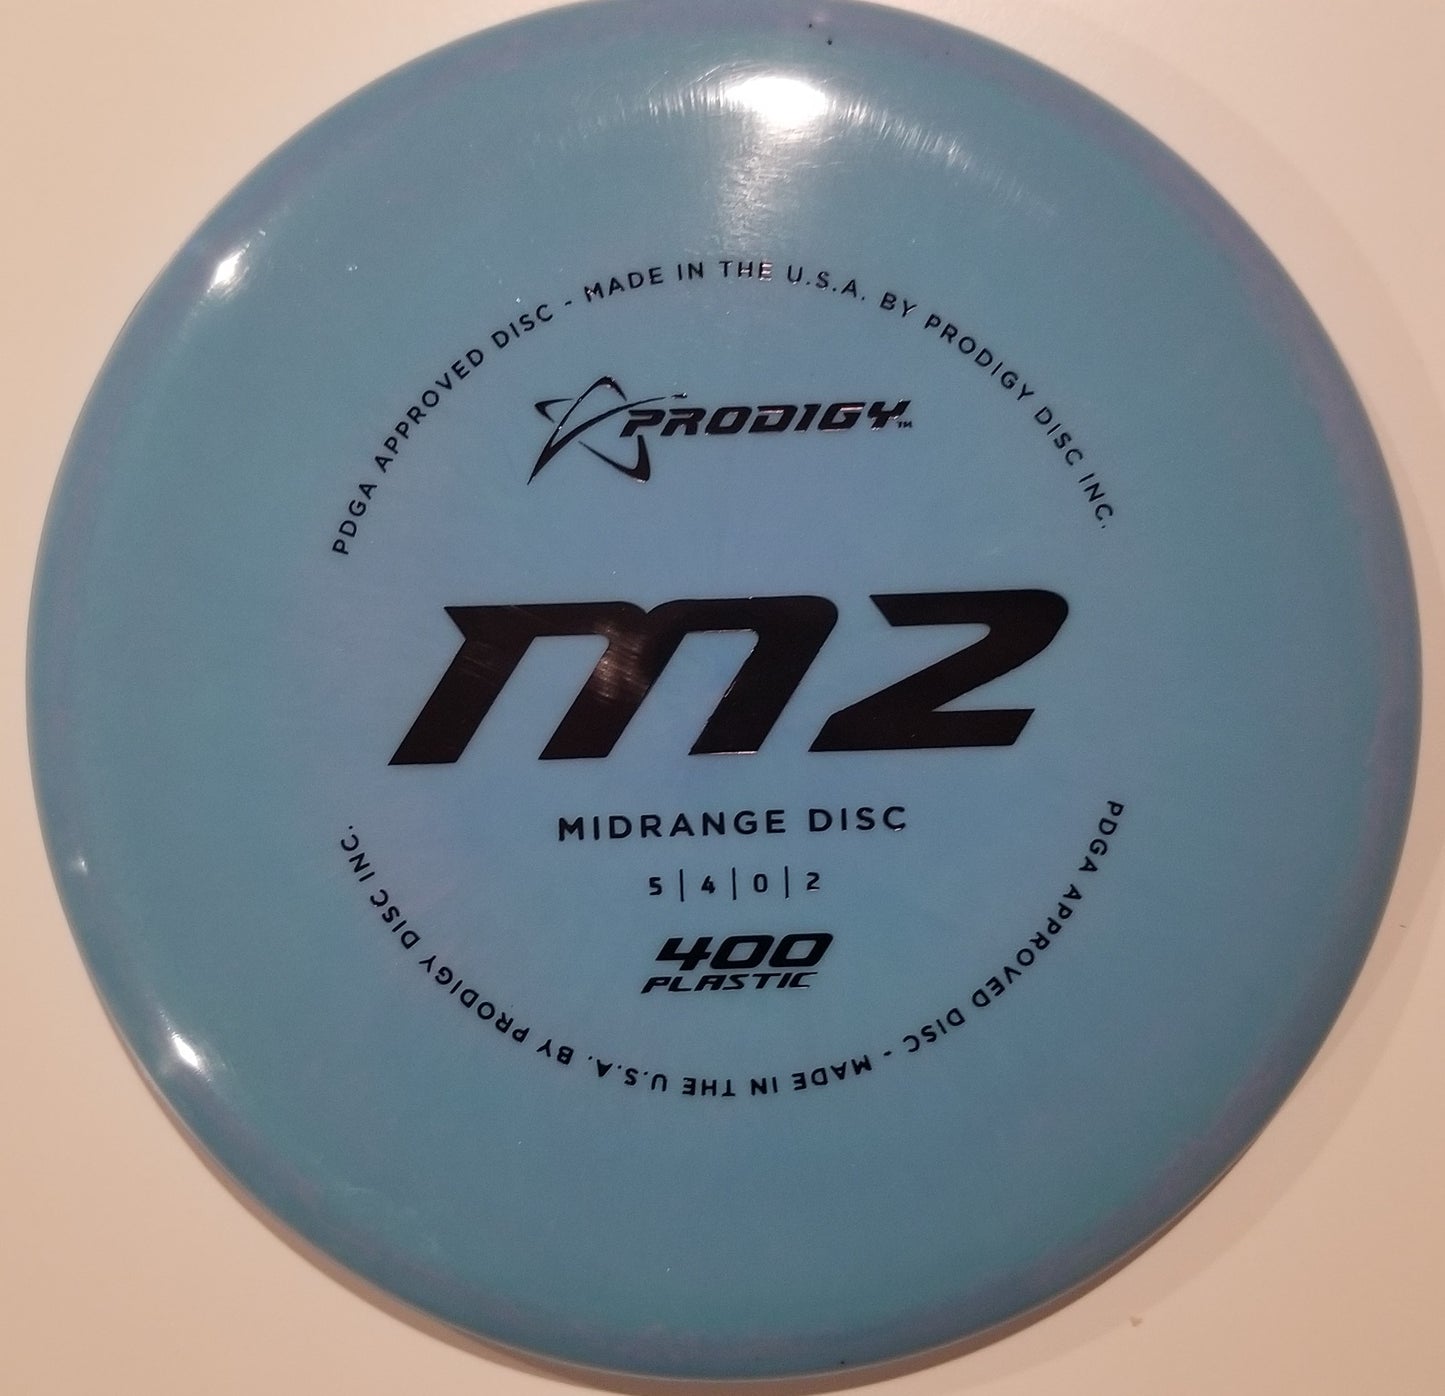 PDGA APPROVED DISC - MADE IN THE U.S.A. BY PRODIGY DISC INC.
PRODIGY™
M2
MIDRANGE DISC
5 | 4 | 0 | 2
400
PLASTIC
PDGA APPROVED DISC - MADE IN THE U.S.A. BY PRODIGY DISC INC.